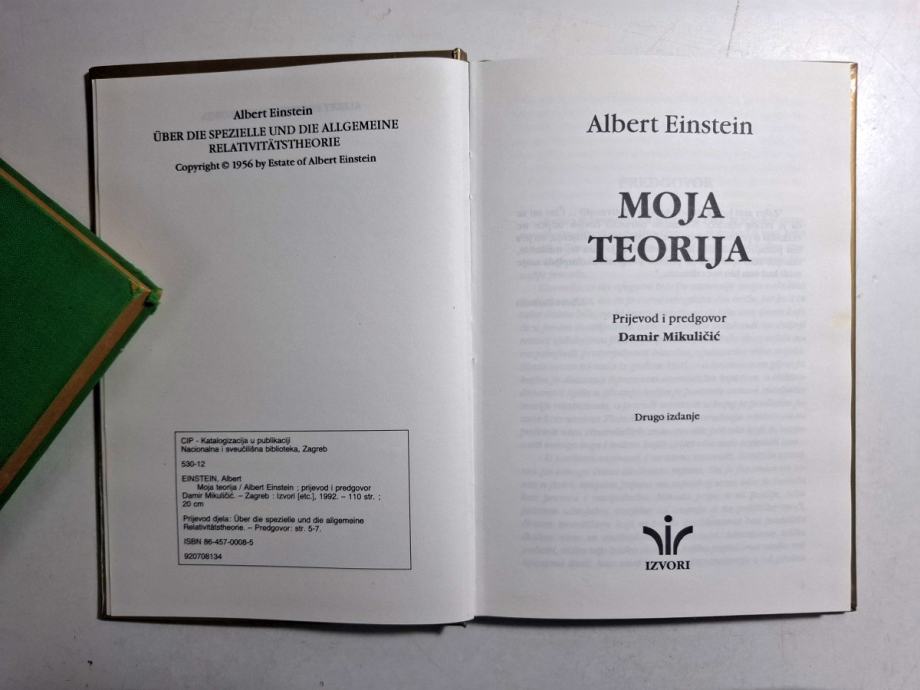 Albert Einstein
ÜBER DIE SPEZIELLE UND DIE ALLGEMEINE
RELATIVITÄTSTHEORIE
Copyright © 1956 by Estate of Albert Einstein
CIP - Katalogizacija u publikaciji
Nacionalna i sveučilišna biblioteka, Zagreb
530-12
EINSTEIN, Albert
Moja teorija / Albert Einstein ; prijevod i predgovor
Damir Mikuličić. – Zagreb : Izvori [etc.], 1992. – 110 str. ;
20 cm
Prijevod djela: Über die spezielle und die allgemeine
Relativitätstheorie. – Predgovor: str. 5-7.
ISBN 86-457-0008-5
920708134
Albert Einstein
MOJA
TEORIJA
Prijevod i predgovor
Damir Mikuličić
Drugo izdanje
IZVORI